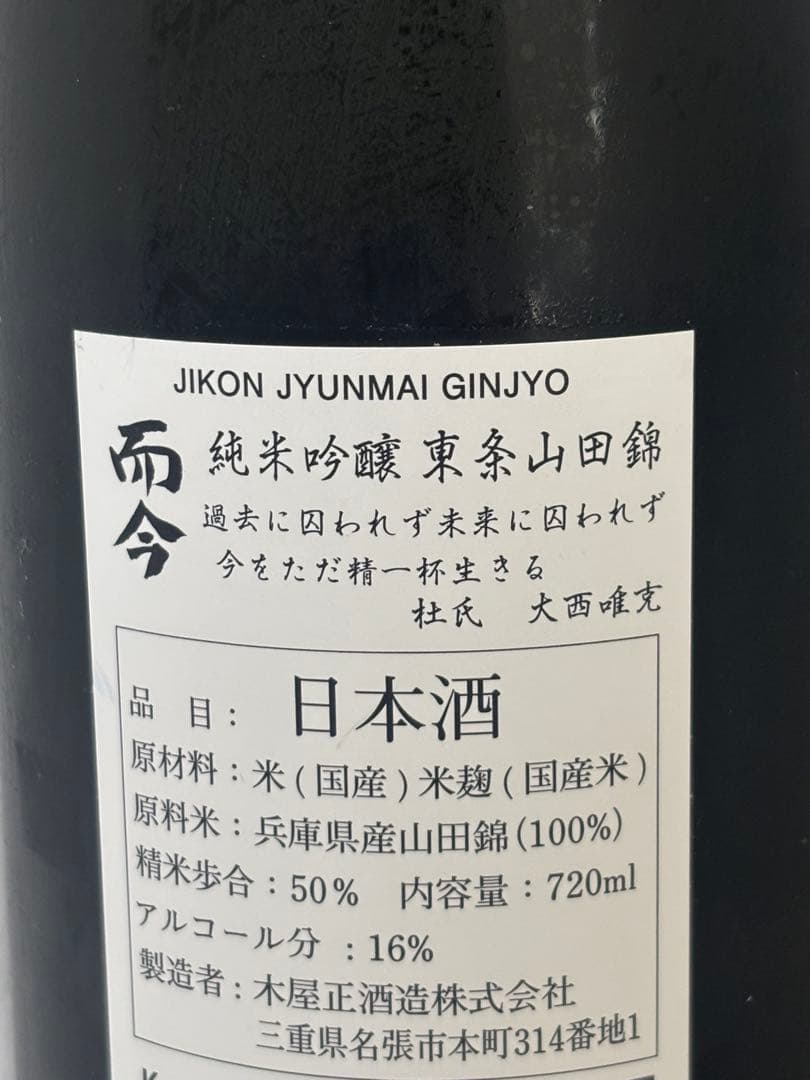 JIKON JYUNMAI GINJYO
而今
純米吟醸 東条山田錦
過去に囚われず未来に囚われず
今をただ精一杯生きる
杜氏 大西唯克
品 目：日本酒
原材料：米(国産)米麹(国産米)
原料米：兵庫県産山田錦(100%)
精米歩合：50% 内容量：720ml
アルコール分 ：16%
製造者：木屋正酒造株式会社
三重県名張市本町314番地1